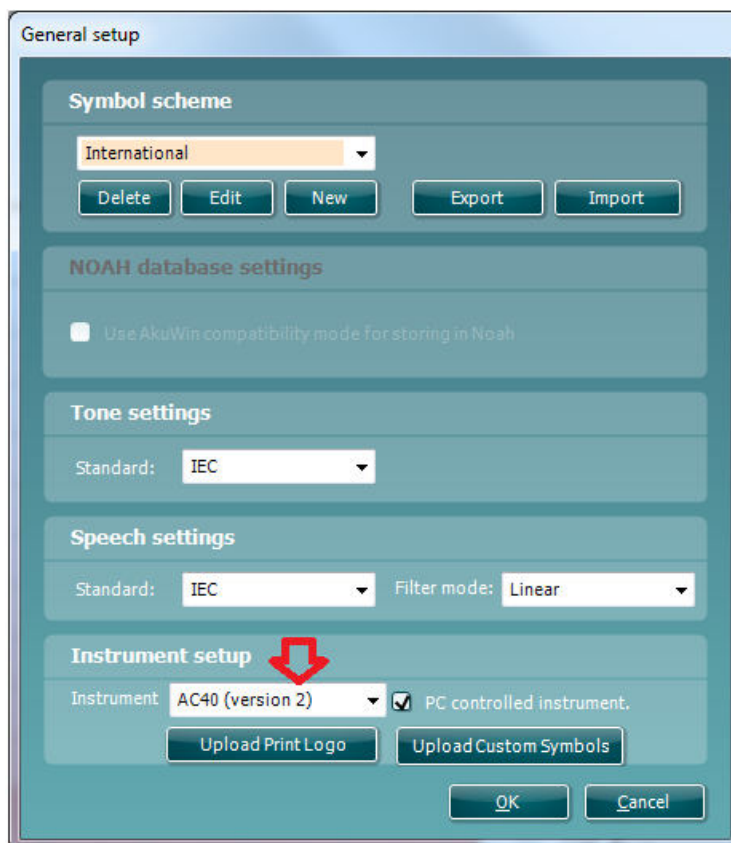 General setup
Symbol scheme
International
Delete Edit New Export Import
NOAH database settings
Use AkuWin compatibility mode for storing in Noah
Tone settings
Standard: IEC
Speech settings
Standard: IEC Filter mode: Linear
Instrument setup
Instrument AC40 (version 2) PC controlled instrument.
Upload Print Logo Upload Custom Symbols
OK Cancel